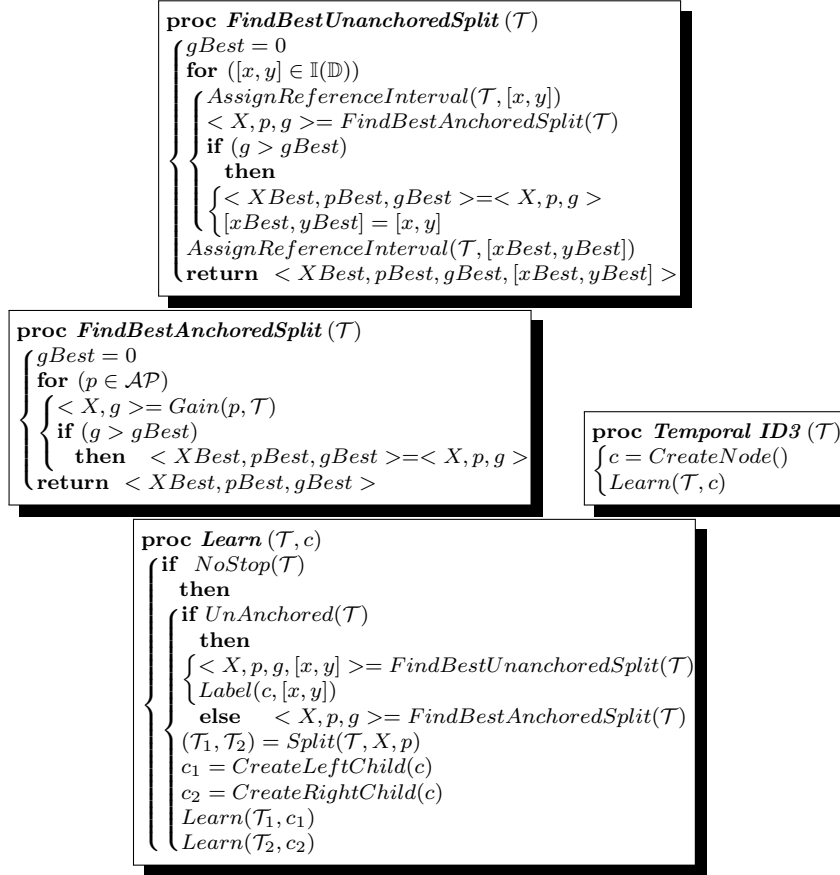 proc FindBestUnanchoredSplit (𝒯)
gBest = 0
for ([x, y] ∈ 𝕀(𝔻))
AssignReferenceInterval(𝒯, [x, y])
< X, p, g >= FindBestAnchoredSplit(𝒯)
if (g > gBest)
then
< XBest, pBest, gBest >=< X, p, g >
[xBest, yBest] = [x, y]
AssignReferenceInterval(𝒯, [xBest, yBest])
return < XBest, pBest, gBest, [xBest, yBest] >
proc FindBestAnchoredSplit (𝒯)
gBest = 0
for (p ∈ 𝒜𝒫)
< X, g >= Gain(p, 𝒯)
if (g > gBest)
then < XBest, pBest, gBest >=< X, p, g >
return < XBest, pBest, gBest >
proc Temporal ID3 (𝒯)
c = CreateNode()
Learn(𝒯, c)
proc Learn (𝒯, c)
if NoStop(𝒯)
then
if UnAnchored(𝒯)
then
< X, p, g, [x, y] >= FindBestUnanchoredSplit(𝒯)
Label(c, [x, y])
else < X, p, g >= FindBestAnchoredSplit(𝒯)
(𝒯₁, 𝒯₂) = Split(𝒯, X, p)
c₁ = CreateLeftChild(c)
c₂ = CreateRightChild(c)
Learn(𝒯₁, c₁)
Learn(𝒯₂, c₂)